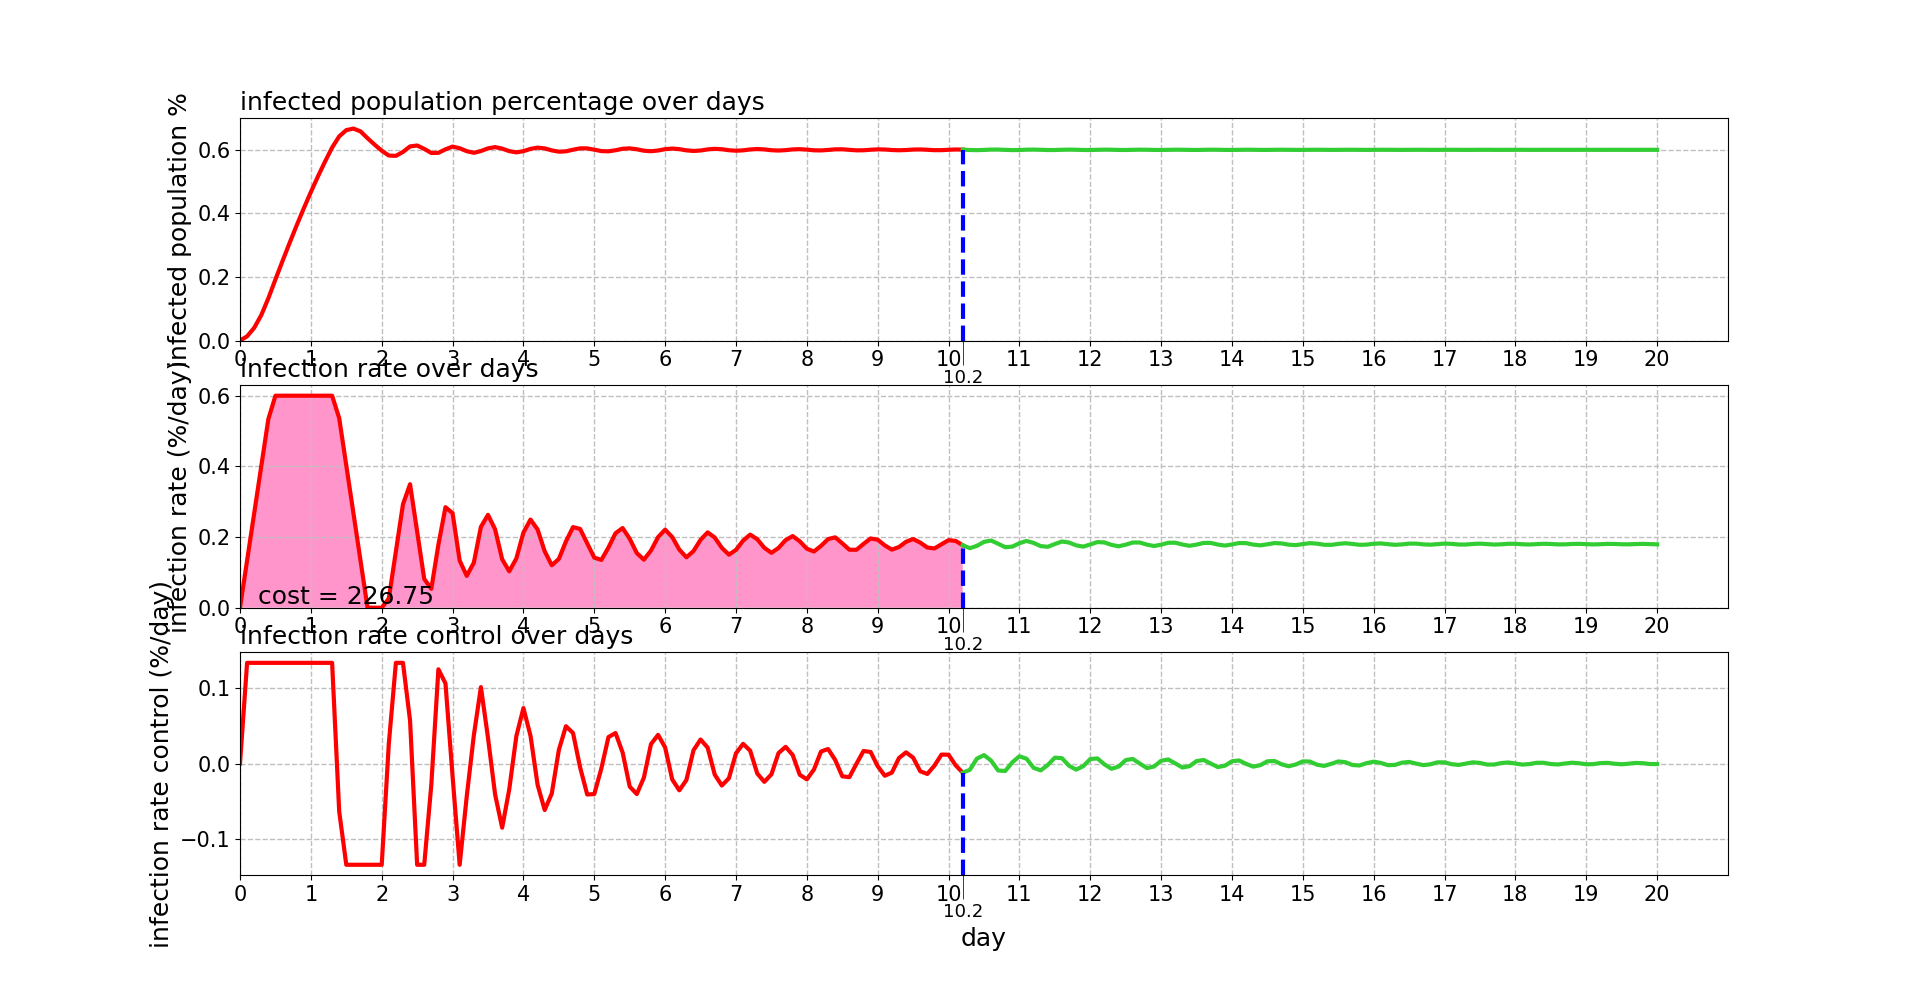 infected population percentage over days
Infected population %
0.6
0.4
0.2
0.0
0 1 2 3 4 5 6 7 8 9 10 11 12 13 14 15 16 17 18 19 20
10.2
Infection rate over days
infection rate (%/day)
0.6
0.4
0.2
0.0
cost = 226.75
0 1 2 3 4 5 6 7 8 9 10 11 12 13 14 15 16 17 18 19 20
10.2
Infection rate control over days
infection rate control (%/day)
0.1
0.0
−0.1
0 1 2 3 4 5 6 7 8 9 10 11 12 13 14 15 16 17 18 19 20
10.2
day